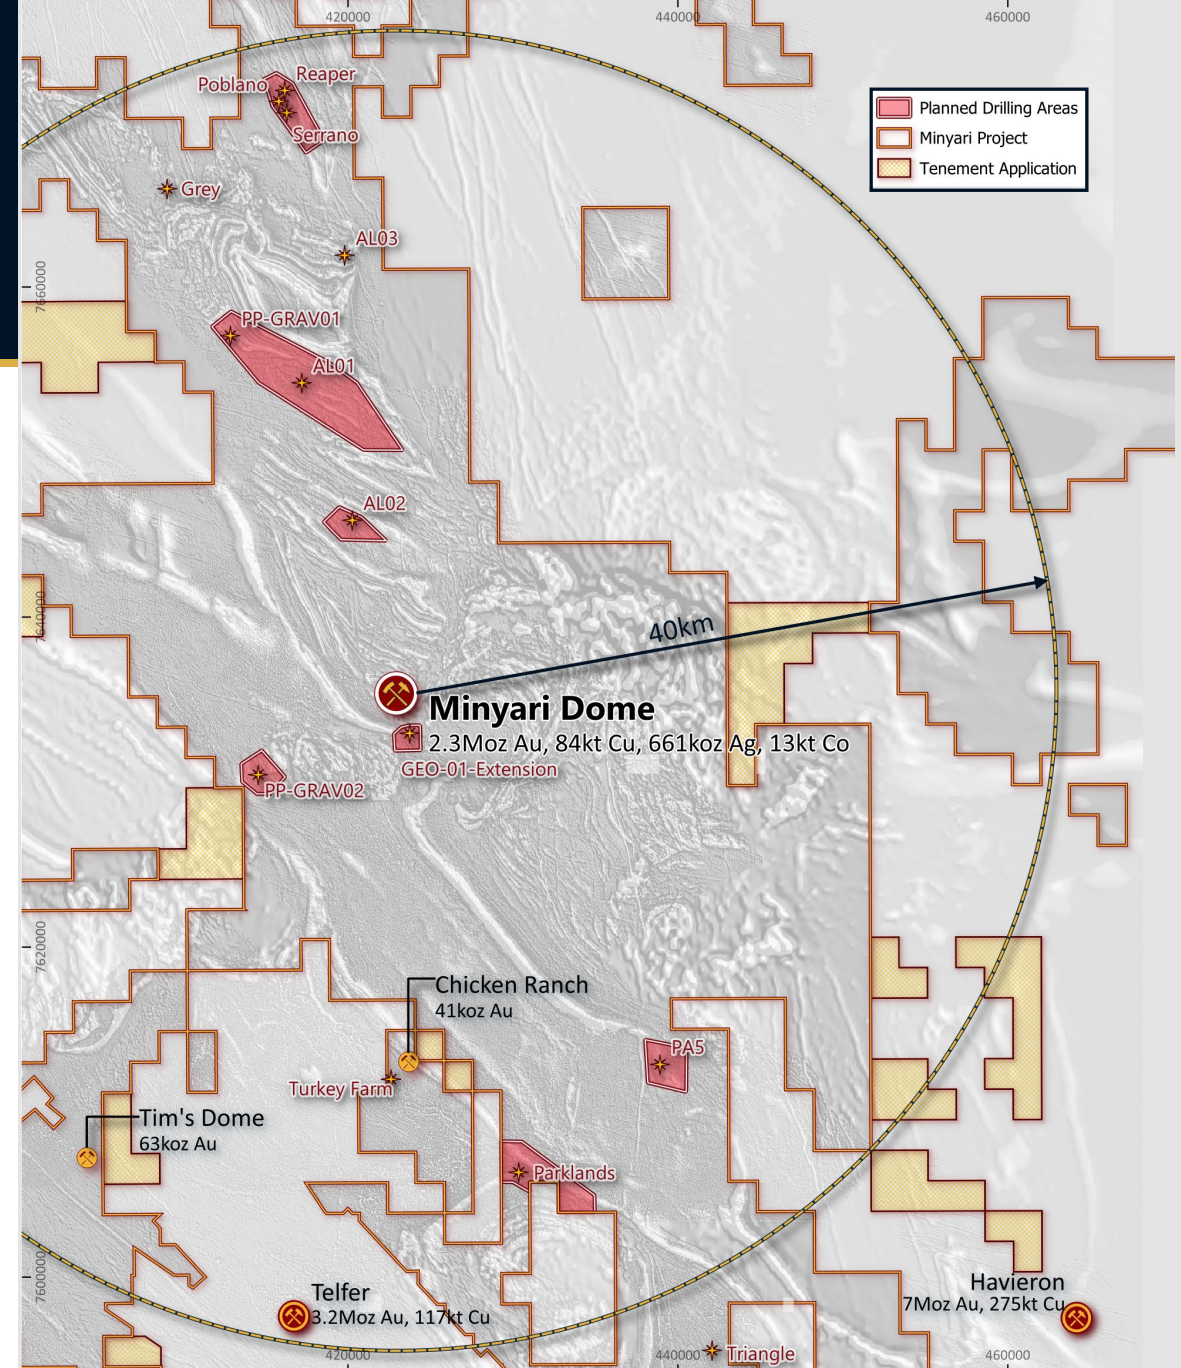 420000
440000
460000
Planned Drilling Areas
Minyari Project
Tenement Application
Reaper
Poblano
Serrano
Grey
AL03
7660000
PP-GRAV01
AL01
AL02
7640000
40km
Minyari Dome
2.3Moz Au, 84kt Cu, 661koz Ag, 13kt Co
GEO-01-Extension
PP-GRAV02
7620000
Chicken Ranch
41koz Au
PA5
Turkey Farm
Tim's Dome
63koz Au
Parklands
7600000
Telfer
3.2Moz Au, 117kt Cu
Havieron
7Moz Au, 275kt Cu
Triangle
420000
440000
460000